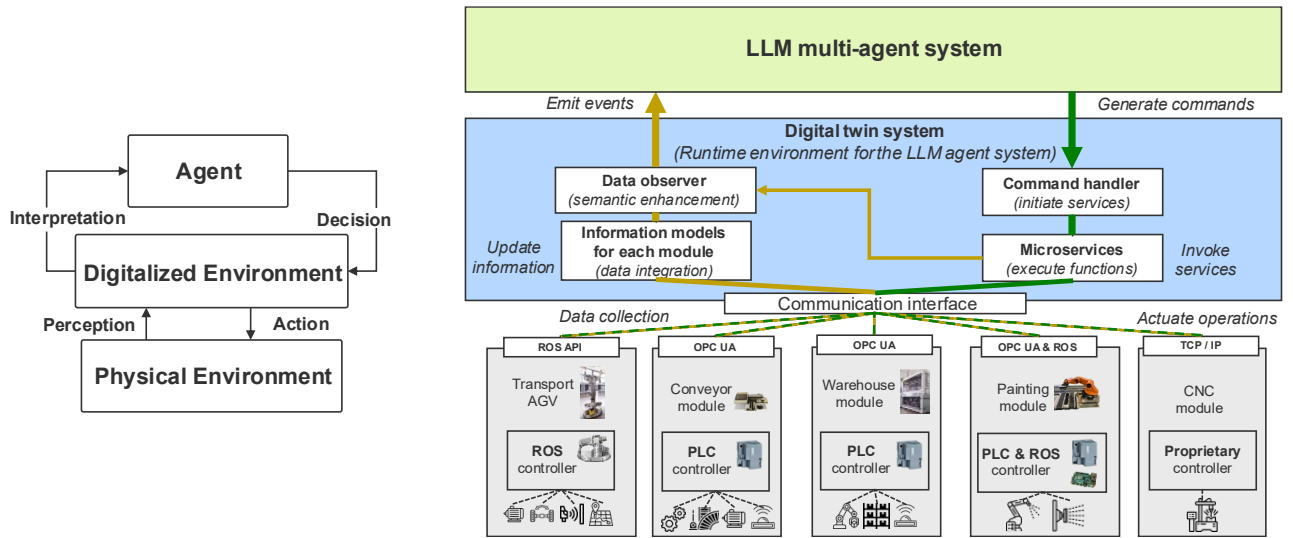 Agent
Interpretation
Decision
Digitalized Environment
Perception
Action
Physical Environment
LLM multi-agent system
Emit events
Generate commands
Digital twin system
(Runtime environment for the LLM agent system)
Data observer
(semantic enhancement)
Command handler
(initiate services)
Update
information
Information models
for each module
(data integration)
Microservices
(execute functions)
Invoke
services
Communication interface
Data collection
Actuate operations
ROS API
Transport
AGV
ROS
controller
OPC UA
Conveyor
module
PLC
controller
OPC UA
Warehouse
module
PLC
controller
OPC UA & ROS
Painting
module
PLC & ROS
controller
TCP / IP
CNC
module
Proprietary
controller